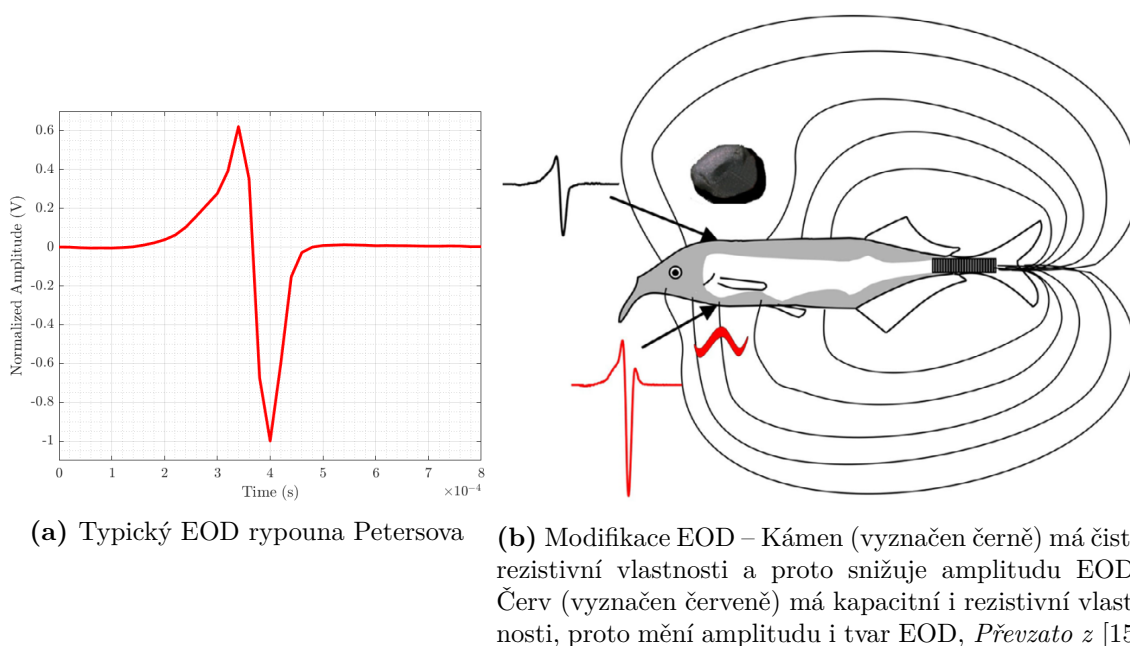 0.6
0.4
0.2
0
-0.2
-0.4
-0.6
-0.8
-1
Normalized Amplitude (V)
0 1 2 3 4 5 6 7 8
Time (s)
×10⁻⁴
(a) Typický EOD rypouna Petersova
(b) Modifikace EOD – Kámen (vyznačen černě) má čist
rezistivní vlastnosti a proto snižuje amplitudu EOD
Červ (vyznačen červeně) má kapacitní i rezistivní vlast
nosti, proto mění amplitudu i tvar EOD, Převzato z [15